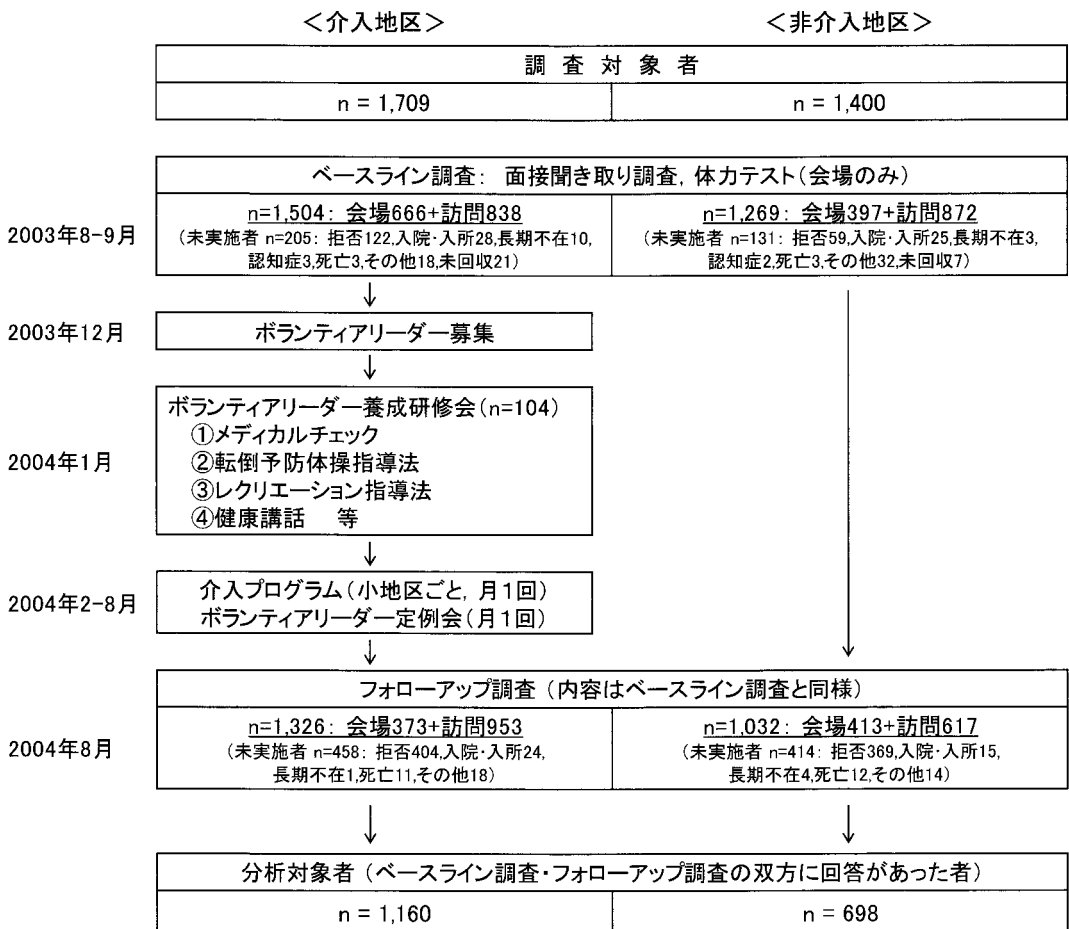 ＜介入地区＞ ＜非介入地区＞
調 査 対 象 者
n = 1,709 n = 1,400
ベースライン調査： 面接聞き取り調査, 体力テスト（会場のみ）
2003年8-9月
n=1,504： 会場666+訪問838
（未実施者 n=205： 拒否122,入院･入所28,長期不在10,
認知症3,死亡3,その他18,未回収21）
n=1,269： 会場397+訪問872
（未実施者 n=131： 拒否59,入院･入所25,長期不在3,
認知症2,死亡3,その他32,未回収7）
2003年12月
ボランティアリーダー募集
2004年1月
ボランティアリーダー養成研修会（n=104）
①メディカルチェック
②転倒予防体操指導法
③レクリエーション指導法
④健康講話 等
2004年2-8月
介入プログラム（小地区ごと, 月1回）
ボランティアリーダー定例会（月1回）
フォローアップ調査 （内容はベースライン調査と同様）
2004年8月
n=1,326： 会場373+訪問953
（未実施者 n=458： 拒否404,入院･入所24,
長期不在1,死亡11,その他18）
n=1,032： 会場413+訪問617
（未実施者 n=414： 拒否369,入院･入所15,
長期不在4,死亡12,その他14）
分析対象者 （ベースライン調査･フォローアップ調査の双方に回答があった者）
n = 1,160 n = 698